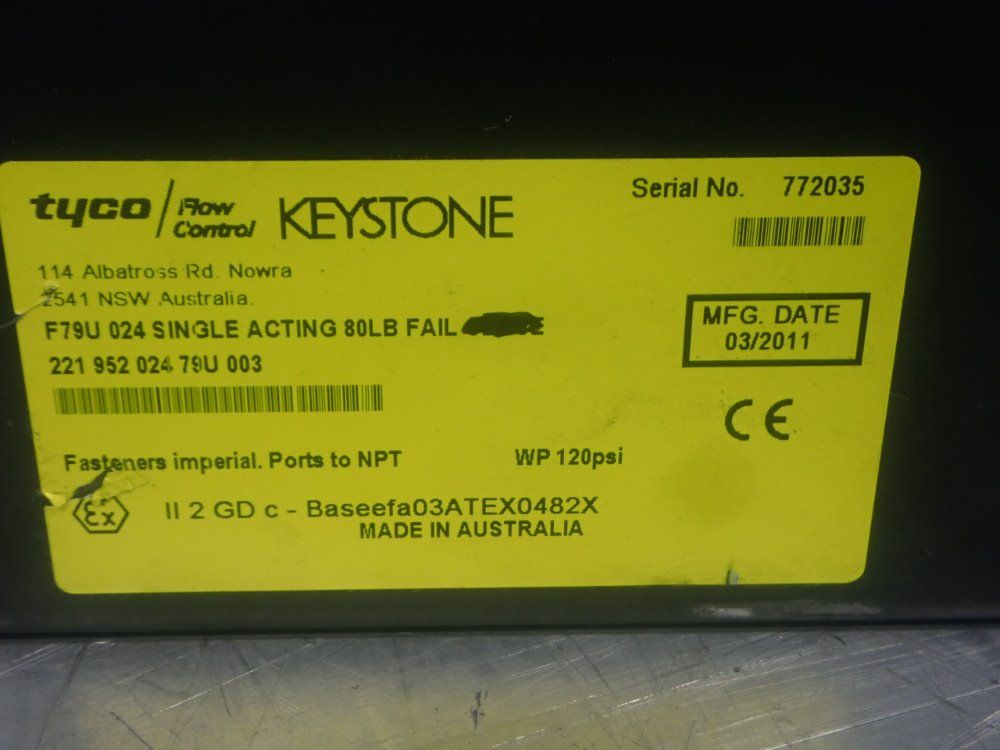 tyco / Flow Control KEYSTONE
Serial No. 772035
114 Albatross Rd. Nowra
2541 NSW Australia.
F79U 024 SINGLE ACTING 80LB FAIL
221 952 024 79U 003
MFG. DATE
03/2011
CE
Fasteners imperial. Ports to NPT WP 120psi
Ex II 2 GD c - Baseefa03ATEX0482X
MADE IN AUSTRALIA